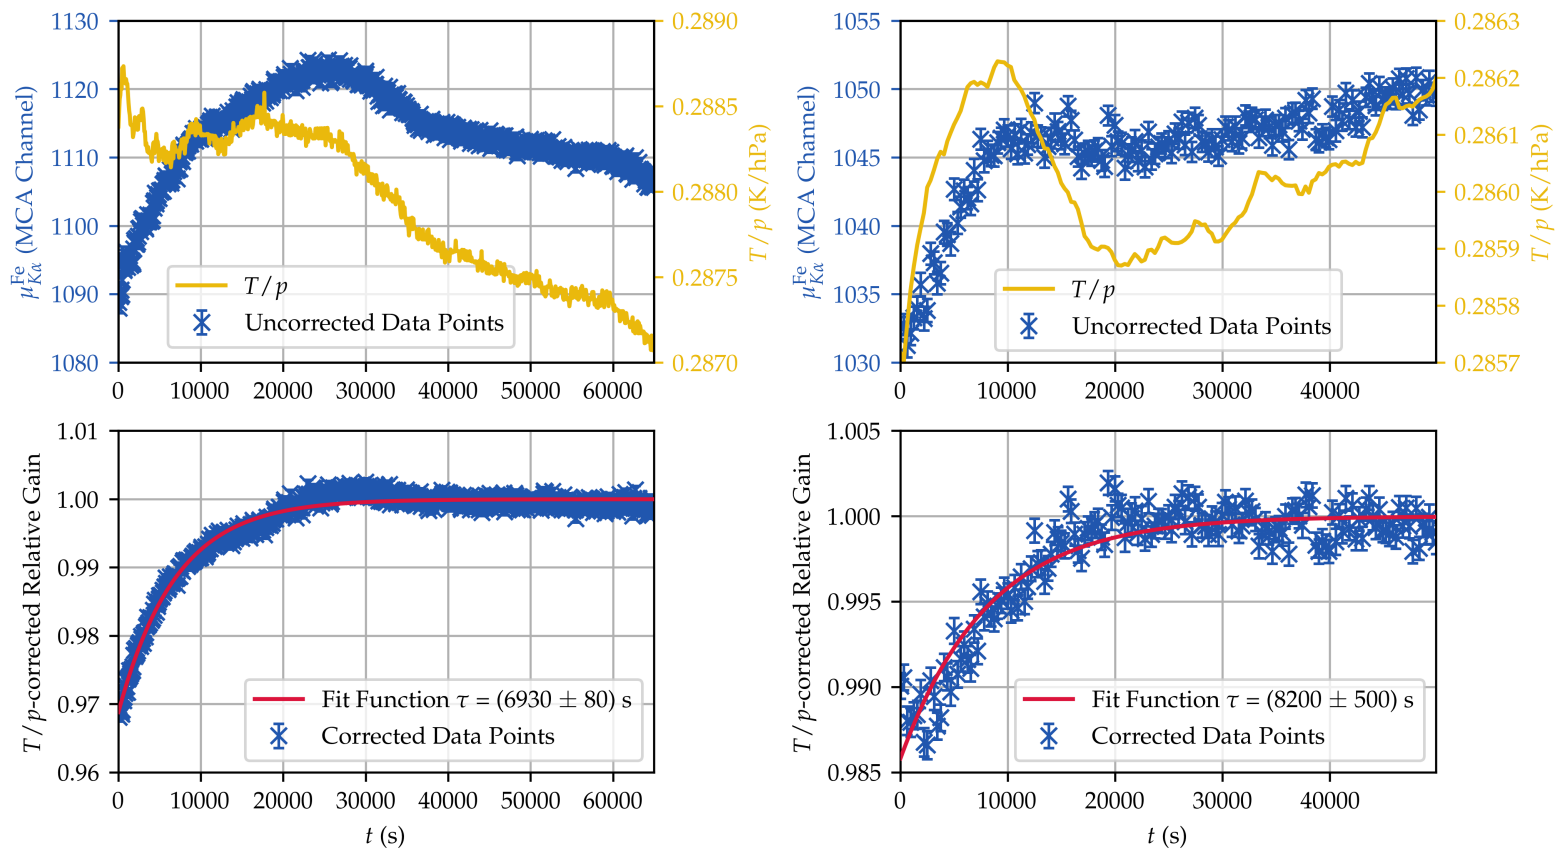 1130
1120
1110
1100
1090
1080
μ^Fe_Kα (MCA Channel)
0.2890
0.2885
0.2880
0.2875
0.2870
T/p (K/hPa)
T/p
Uncorrected Data Points
0 10000 20000 30000 40000 50000 60000
1055
1050
1045
1040
1035
1030
μ^Fe_Kα (MCA Channel)
0.2863
0.2862
0.2861
0.2860
0.2859
0.2858
0.2857
T/p (K/hPa)
T/p
Uncorrected Data Points
0 10000 20000 30000 40000
1.01
1.00
0.99
0.98
0.97
0.96
T/p-corrected Relative Gain
Fit Function τ = (6930 ± 80) s
Corrected Data Points
0 10000 20000 30000 40000 50000 60000
t (s)
1.005
1.000
0.995
0.990
0.985
T/p-corrected Relative Gain
Fit Function τ = (8200 ± 500) s
Corrected Data Points
0 10000 20000 30000 40000
t (s)